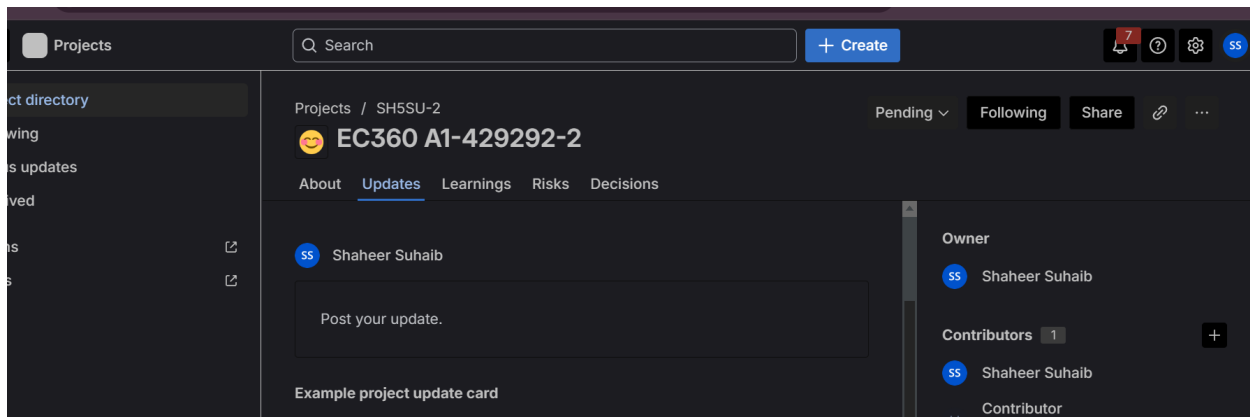 Projects
Search
+ Create
7
SS
ct directory
wing
s updates
ived
ns
s
Projects / SH5SU-2
EC360 A1-429292-2
Pending
Following
Share
...
About Updates Learnings Risks Decisions
SS Shaheer Suhaib
Post your update.
Example project update card
Owner
SS Shaheer Suhaib
Contributors 1
+
SS Shaheer Suhaib
Contributor